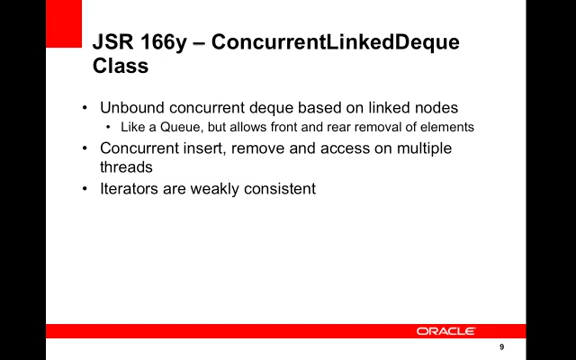 JSR 166y – ConcurrentLinkedDeque
Class
• Unbound concurrent deque based on linked nodes
• Like a Queue, but allows front and rear removal of elements
• Concurrent insert, remove and access on multiple
threads
• Iterators are weakly consistent
ORACLE
9